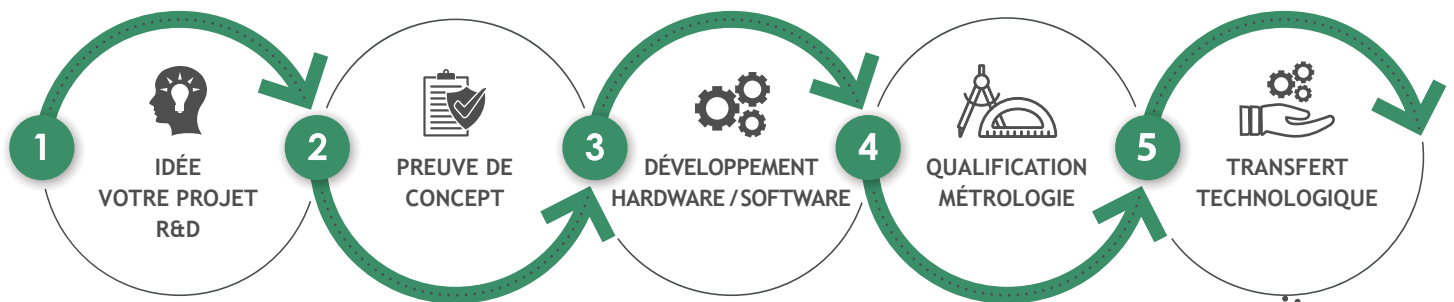 1
IDÉE
VOTRE PROJET
R&D
2
PREUVE DE
CONCEPT
3
DÉVELOPPEMENT
HARDWARE / SOFTWARE
4
QUALIFICATION
MÉTROLOGIE
5
TRANSFERT
TECHNOLOGIQUE